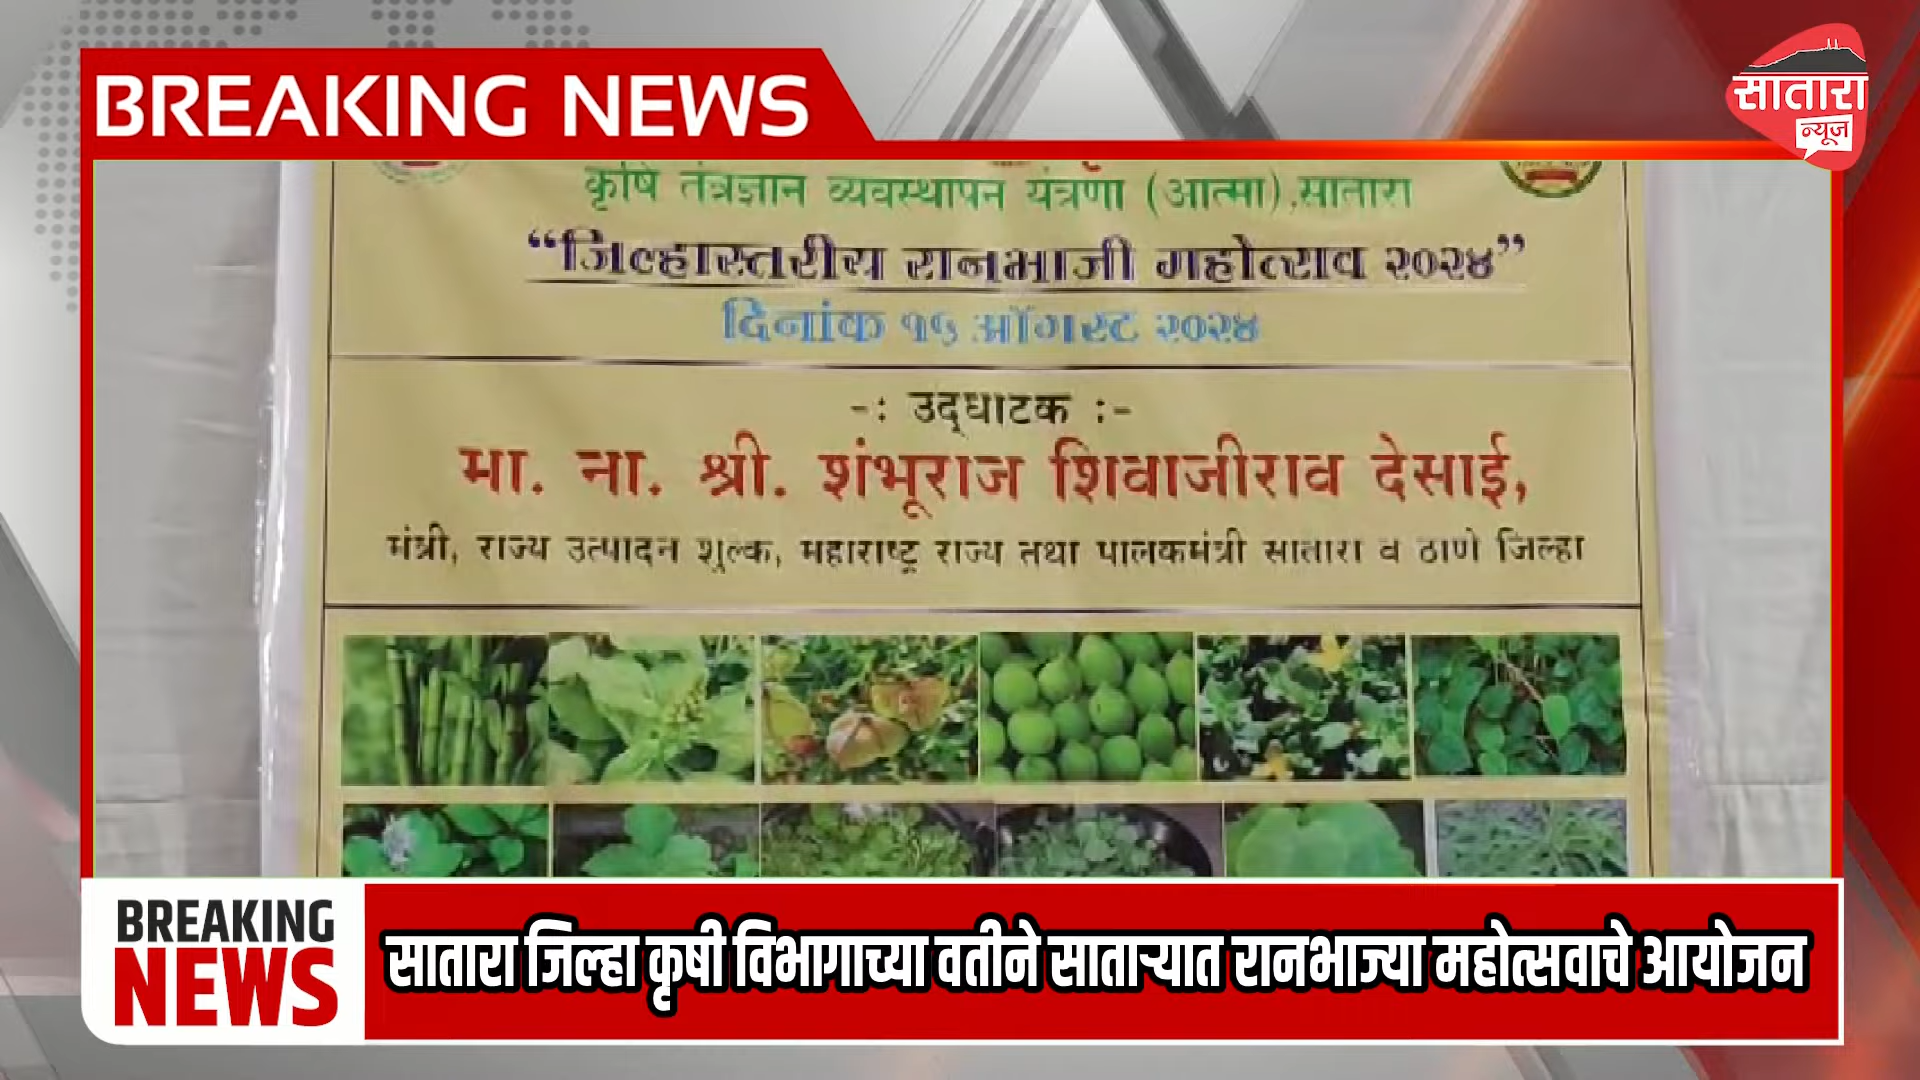 BREAKING NEWS
सातारा
न्यूज
कृषि तंत्रज्ञान व्यवस्थापन यंत्रणा (आत्मा),सातारा
“जिल्हास्तरीय रानभाजी महोत्सव २०२४”
दिनांक १५ ऑगस्ट २०२४
-: उद्घाटक :-
मा. ना. श्री. शंभूराज शिवाजीराव देसाई,
मंत्री, राज्य उत्पादन शुल्क, महाराष्ट्र राज्य तथा पालकमंत्री सातारा व ठाणे जिल्हा
BREAKING
NEWS
सातारा जिल्हा कृषी विभागाच्या वतीने साताऱ्यात रानभाज्या महोत्सवाचे आयोजन